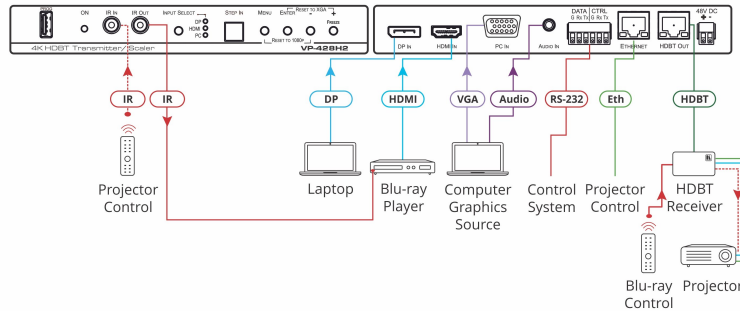 PROG
ON
IR IN
IR OUT
INPUT SELECT
DP
HDMI
PC
STEP IN
MENU
ENTER
RESET TO XGA
- +
FREEZE
RESET TO 1080P
4K HDBT Transmitter/Scaler
VP-428H2
DP IN
HDMI IN
PC IN
AUDIO IN
DATA CTRL
G Rx Tx G Rx Tx
ETHERNET
HDBT OUT
48V DC
+ -
IR
IR
DP
HDMI
VGA
Audio
RS-232
Eth
HDBT
Projector
Control
Laptop
Blu-ray
Player
Computer
Graphics
Source
Control
System
Projector
Control
HDBT
Receiver
Blu-ray
Control
Projector